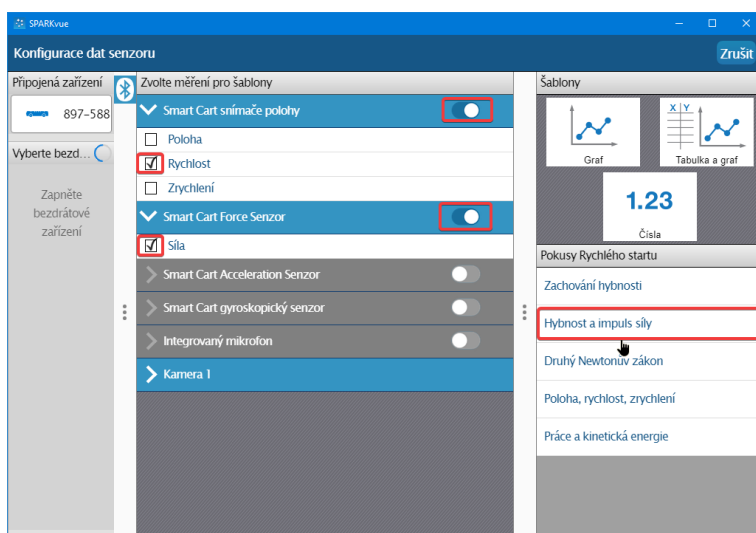 SPARKvue
Konfigurace dat senzoru
Zrušit
Připojená zařízení
897-588
Vyberte bezd...
Zapněte
bezdrátové
zařízení
Zvolte měření pro šablony
Smart Cart snímače polohy
Poloha
Rychlost
Zrychlení
Smart Cart Force Senzor
Síla
Smart Cart Acceleration Senzor
Smart Cart gyroskopický senzor
Integrovaný mikrofon
Kamera 1
Šablony
Graf
X Y
Tabulka a graf
1.23
Čísla
Pokusy Rychlého startu
Zachování hybnosti
Hybnost a impuls síly
Druhý Newtonův zákon
Poloha, rychlost, zrychlení
Práce a kinetická energie